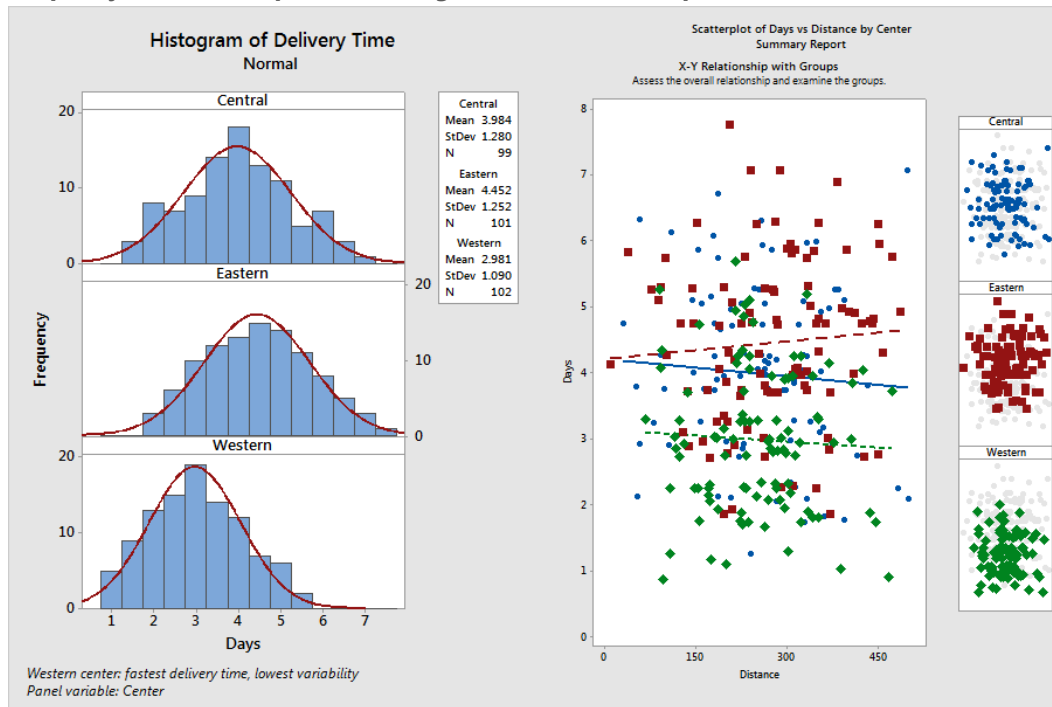 Histogram of Delivery Time
Normal
Central
Eastern
Western
20
10
0
20
10
0
20
10
0
1 2 3 4 5 6 7
Frequency
Days
Central
Mean 3.984
StDev 1.280
N 99
Eastern
Mean 4.452
StDev 1.252
N 101
Western
Mean 2.981
StDev 1.090
N 102
Western center: fastest delivery time, lowest variability
Panel variable: Center
Scatterplot of Days vs Distance by Center
Summary Report
X-Y Relationship with Groups
Assess the overall relationship and examine the groups.
8
7
6
5
4
3
2
1
0
Days
0 150 300 450
Distance
Central
Eastern
Western